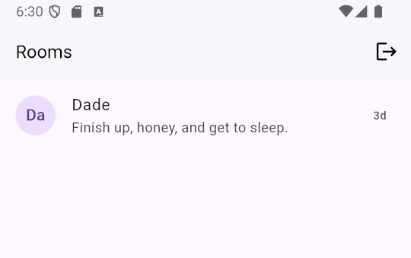 6:30
Rooms
Da
Dade
Finish up, honey, and get to sleep.
3d